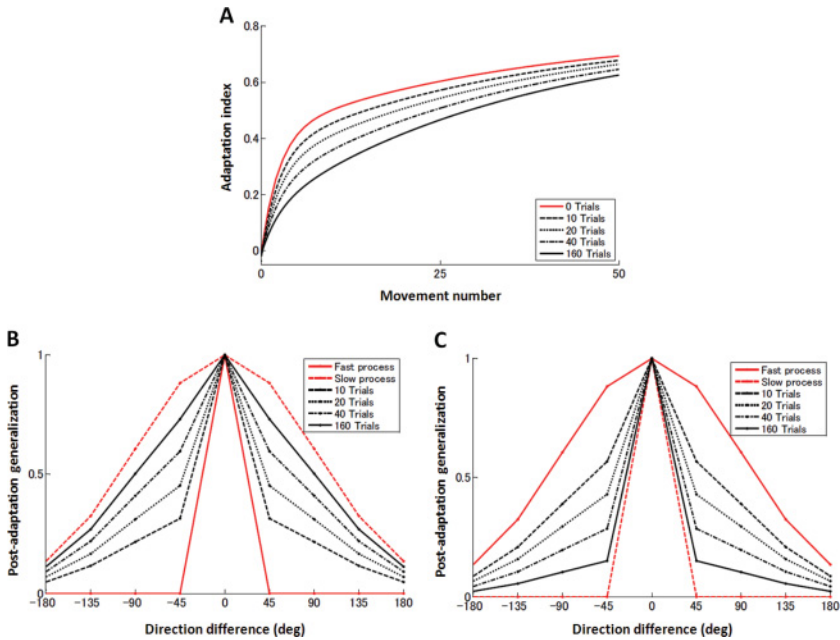 A
Adaptation index
0.8
0.6
0.4
0.2
0
0 25 50
Movement number
0 Trials
10 Trials
20 Trials
40 Trials
160 Trials
B
Post-adaptation generalization
1
0.5
0
-180 -135 -90 -45 0 45 90 135 180
Direction difference (deg)
Fast process
Slow process
10 Trials
20 Trials
40 Trials
160 Trials
C
Post-adaptation generalization
1
0.5
0
-180 -135 -90 -45 0 45 90 135 180
Direction difference (deg)
Fast process
Slow process
10 Trials
20 Trials
40 Trials
160 Trials